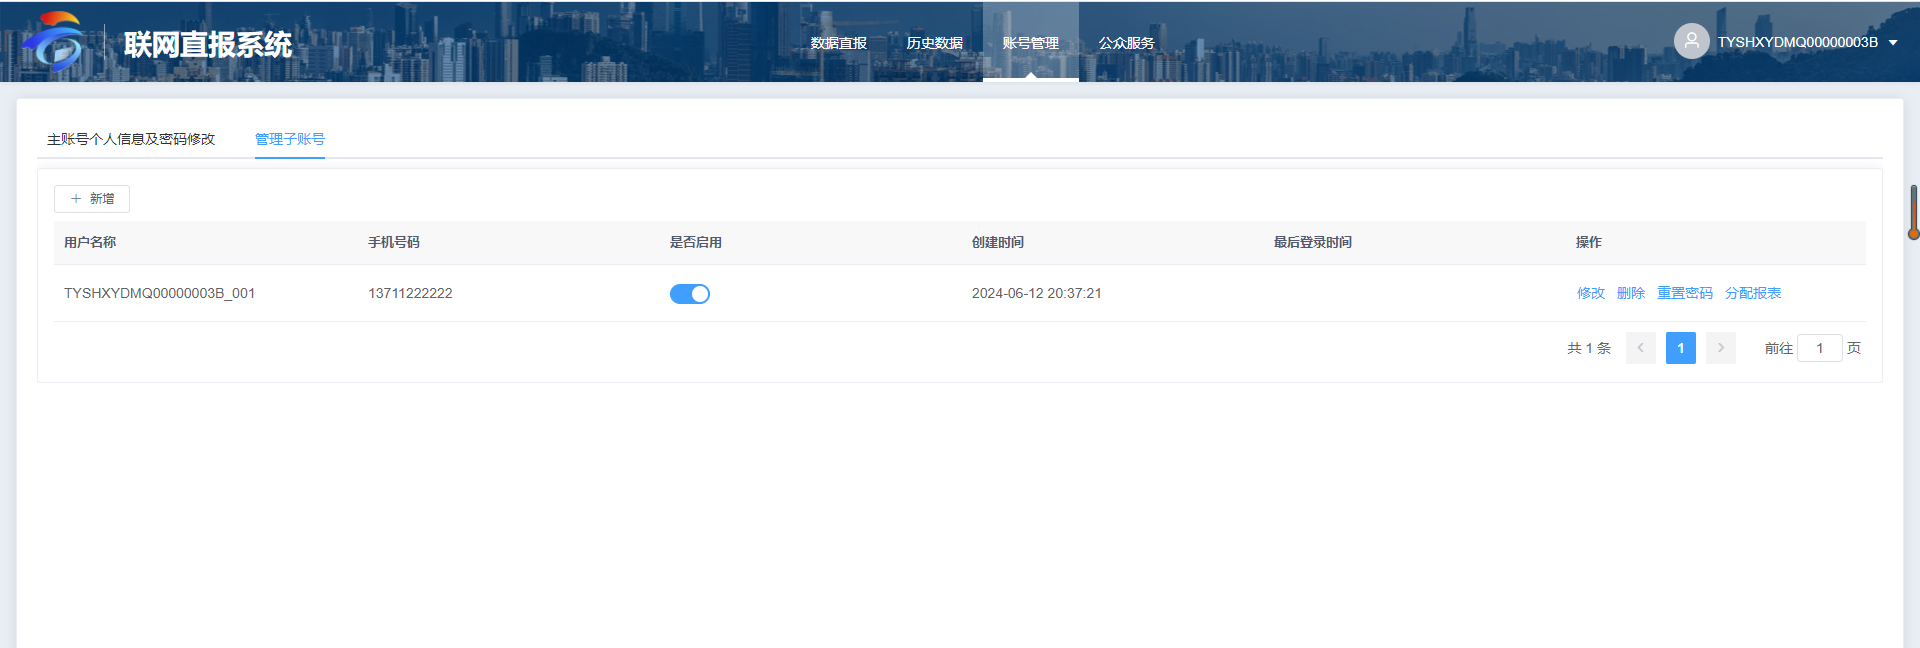 联网直报系统
数据直报 历史数据 账号管理 公众服务
TYSHXYDMQ00000003B
主账号个人信息及密码修改 管理子账号
新增
用户名称 手机号码 是否启用 创建时间 最后登录时间 操作
TYSHXYDMQ00000003B_001 13711222222 2024-06-12 20:37:21 修改 删除 重置密码 分配报表
共 1 条 1 前往 1 页